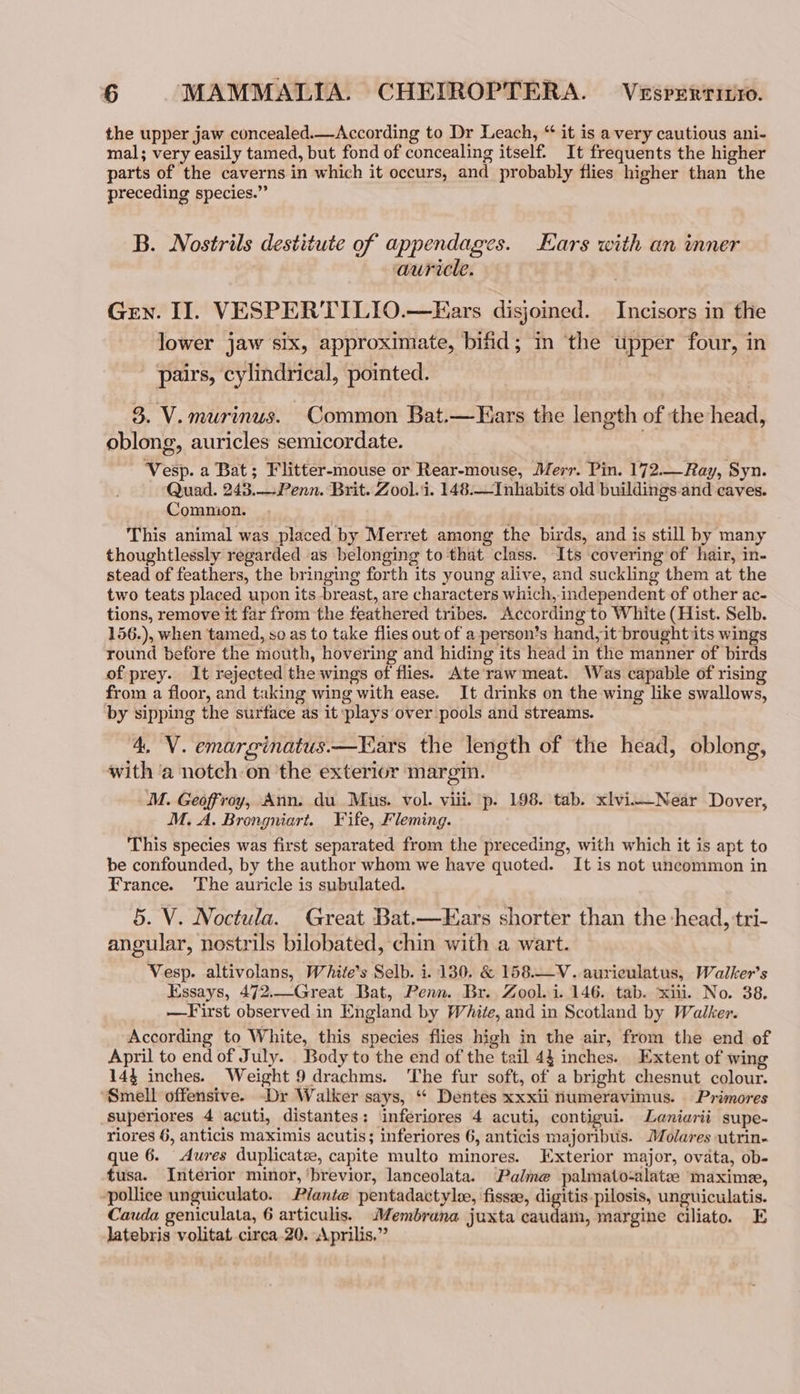 6 MAMMALIA. CHEIROPTERA. VESPERTILIO.
the upper jaw concealed.—According to Dr Leach, “ it is a very cautious ani-
mal; very easily tamed, but fond of concealing itself. It frequents the higher
parts of the caverns in which it occurs, and probably flies higher than the
preceding species.”
B. Nostrils destitute of appendages. Ears with an inner
auricle.
GEN. II. VESPERTILIO.—Ears disjoined. Incisors in the
lower jaw six, approximate, bifid; in the upper four, in
pairs, cylindrical, pointed.
3. V. murinus. Common Bat.—Ears the length of the head,
oblong, auricles semicordate.
Vesp. a Bat; Flitter-mouse or Rear-mouse, Merr. Pin. 172.—Ray, Syn.
Quad. 243.—Penn. Brit. Zool. i. 148.—Inhabits old buildings and caves.
Common.
This animal was placed by Merret among the birds, and is still by many
thoughtlessly regarded as belonging to that class. Its covering of hair, in-
stead of feathers, the bringing forth its young alive, and suckling them at the
two teats placed upon its breast, are characters which, independent of other ac-
tions, remove it far from the feathered tribes. According to White (Hist. Selb.
156.), when tamed, so as to take flies out of a person’s hand, it brought its wings
round before the mouth, hovering and hiding its head in the manner of birds
of prey. It rejected the wings of flies. Ate raw meat. Was capable of rising
from a floor, and taking wing with ease. It drinks on the wing like swallows,
by sipping the surface as it plays over pools and streams.
4. V. emarginatus.—Ears the length of the head, oblong,
with a notch on the exterior margin.
M. Geoffroy, Ann. du Mus. vol. viii. p. 198. tab. xlvi.—Near Dover,
M. A. Brongniart. Fife, Fleming.
This species was first separated from the preceding, with which it is apt to
be confounded, by the author whom we have quoted. It is not uncommon in
France. The auricle is subulated.
5. V. Noctula. Great Bat.—Ears shorter than the head, tri-
angular, nostrils bilobated, chin with a wart.
Vesp. altivolans, White’s Selb. i. 130. & 158.—V. auriculatus, Walker’s
Essays, 472.—Great Bat, Penn. Br. Zool. i. 146. tab. xiii. No. 38.
—First observed in England by White, and in Scotland by Walker.
According to White, this species flies high in the air, from the end of
April to end of July. Body to the end of the tail 4½ inches. Extent of wing
14½ inches. Weight 9 drachms. The fur soft, of a bright chesnut colour.
Smell offensive. Dr Walker says, “ Dentes xxxii numeravimus. Primores
superiores 4 acuti, distantes: inferiores 4 acuti, contigui. Laniarii supe-
riores 6, anticis maximis acutis; inferiores 6, anticis majoribus. Molares utrin-
que 6. Aures duplicatæ, capite multo minores. Exterior major, ovata, ob-
tusa. Interior minor, brevior, lanceolata. Palmæ palmato-alatæ maximæ,
pollice unguiculato. Plantæ pentadactylæ, fissæ, digitis pilosis, unguiculatis.
Cauda geniculata, 6 articulis. Membrana juxta caudam, margine ciliato. E
latebris volitat circa 20. Aprilis.”